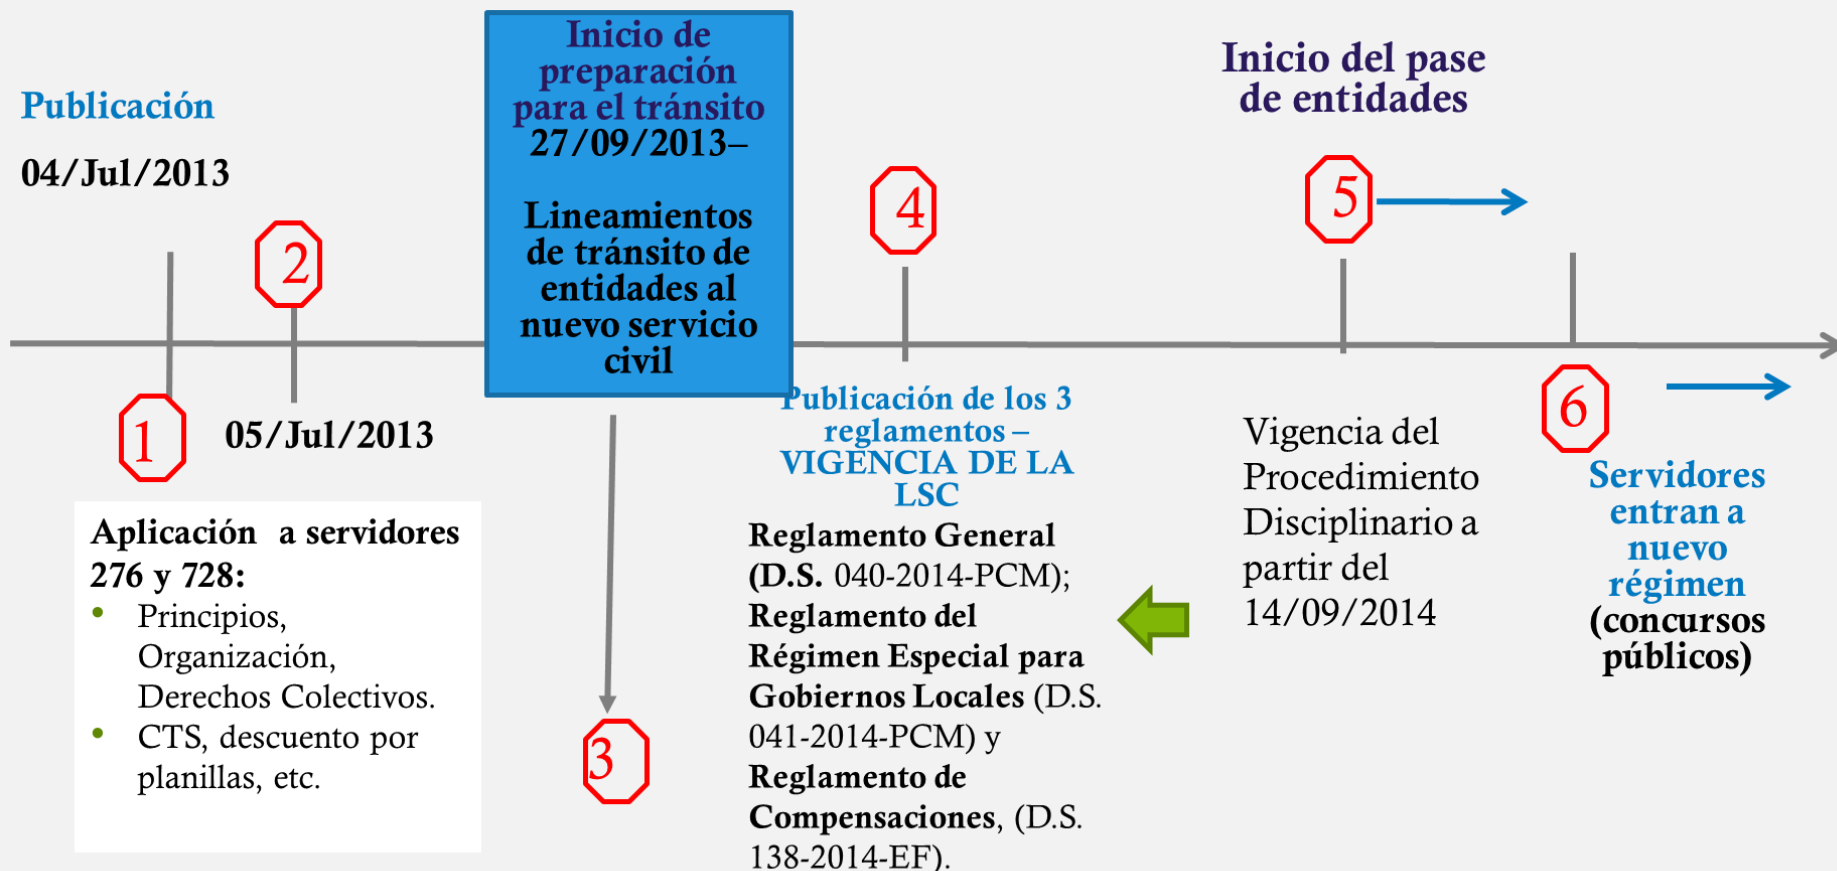 Publicación
04/Jul/2013
1
2
05/Jul/2013
Aplicación a servidores
276 y 728:
• Principios,
Organización,
Derechos Colectivos.
• CTS, descuento por
planillas, etc.
Inicio de
preparación
para el tránsito
27/09/2013–
Lineamientos
de tránsito de
entidades al
nuevo servicio
civil
3
4
Publicación de los 3
reglamentos –
VIGENCIA DE LA
LSC
Reglamento General
(D.S. 040-2014-PCM);
Reglamento del
Régimen Especial para
Gobiernos Locales (D.S.
041-2014-PCM) y
Reglamento de
Compensaciones, (D.S.
138-2014-EF).
Inicio del pase
de entidades
5
Vigencia del
Procedimiento
Disciplinario a
partir del
14/09/2014
6
Servidores
entran a
nuevo
régimen
(concursos
públicos)